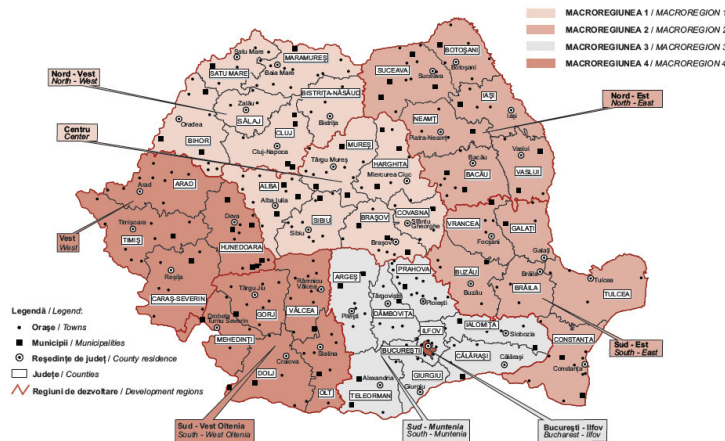 MACROREGIUNEA 1 / MACROREGION 1
MACROREGIUNEA 2 / MACROREGION 2
MACROREGIUNEA 3 / MACROREGION 3
MACROREGIUNEA 4 / MACROREGION 4
Satu Mare
MARAMUREȘ
Baia Mare
SATU MARE
BOTOȘANI
Botoșani
SUCEAVA
Suceava
Nord - Vest
North - West
BISTRIȚA-NĂSĂUD
Zalău
SĂLAJ
Bistrița
IAȘI
Iași
Nord - Est
North - East
Oradea
BIHOR
CLUJ
Cluj-Napoca
NEAMȚ
Piatra-Neamț
Centru
Center
MUREȘ
Târgu Mureș
HARGHITA
Miercurea Ciuc
Bacău
BACĂU
Vaslui
VASLUI
Arad
ARAD
ALBA
Alba Iulia
SIBIU
Sibiu
BRAȘOV
Brașov
COVASNA
Sfântu
Gheorghe
VRANCEA
Focșani
GALAȚI
Galați
Vest
West
Timișoara
TIMIȘ
Deva
HUNEDOARA
Reșița
CARAȘ-SEVERIN
Târgu Jiu
GORJ
Râmnicu
Vâlcea
VÂLCEA
ARGEȘ
Pitești
PRAHOVA
Ploiești
Târgoviște
DÂMBOVIȚA
BUZĂU
Buzău
Brăila
BRĂILA
Tulcea
TULCEA
Drobeta
Turnu Severin
MEHEDINȚI
Craiova
DOLJ
Slatina
OLT
ILFOV
BUCUREȘTI
IALOMIȚA
Slobozia
CĂLĂRAȘI
Călărași
CONSTANȚA
Constanța
Sud - Est
South - East
Alexandria
TELEORMAN
GIURGIU
Giurgiu
Sud - Vest Oltenia
South - West Oltenia
Sud - Muntenia
South - Muntenia
București - Ilfov
Bucharest - Ilfov
Legendă / Legend:
Orașe / Towns
Municipii / Municipalities
Reședințe de județ / County residence
Județe / Counties
Regiuni de dezvoltare / Development regions